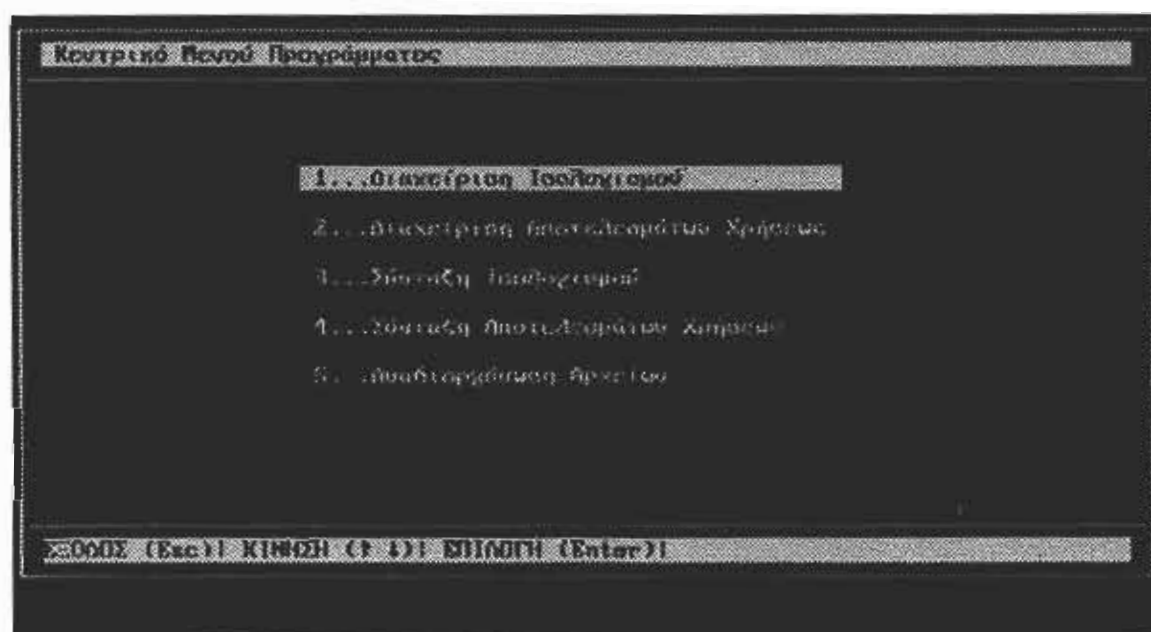 Κεντρικό Μενού Προγράμματος
1...Διαχείριση Ισολογισμού
2...Διαχείριση Αποτελεσμάτων Χρήσεως
3...Σύνταξη Ισολογισμού
4...Σύνταξη Αποτελεσμάτων Χρήσεως
5...Αναδιοργάνωση Αρχείων
ΕΞΟΔΟΣ (Esc)| ΚΙΝΗΣΗ (↑ ↓)| ΕΠΙΛΟΓΗ (Enter)|